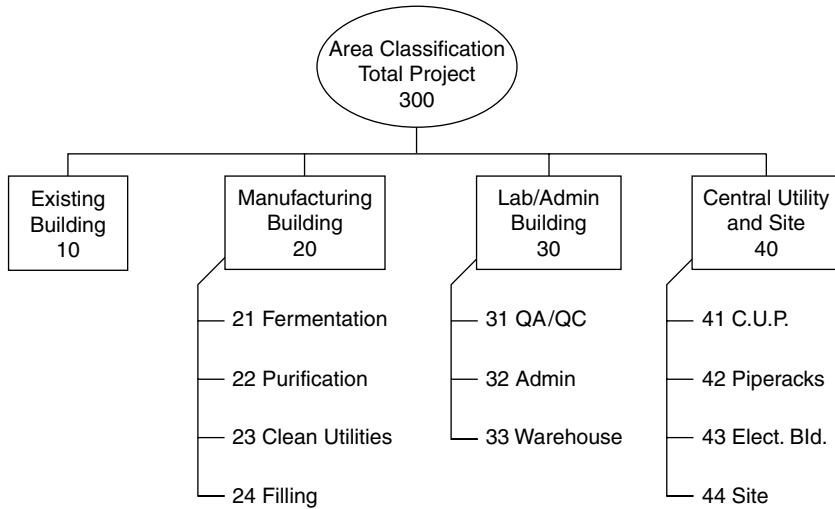 Area Classification
Total Project
300
Existing
Building
10
Manufacturing
Building
20
Lab/Admin
Building
30
Central Utility
and Site
40
21 Fermentation
22 Purification
23 Clean Utilities
24 Filling
31 QA/QC
32 Admin
33 Warehouse
41 C.U.P.
42 Piperacks
43 Elect. Bld.
44 Site